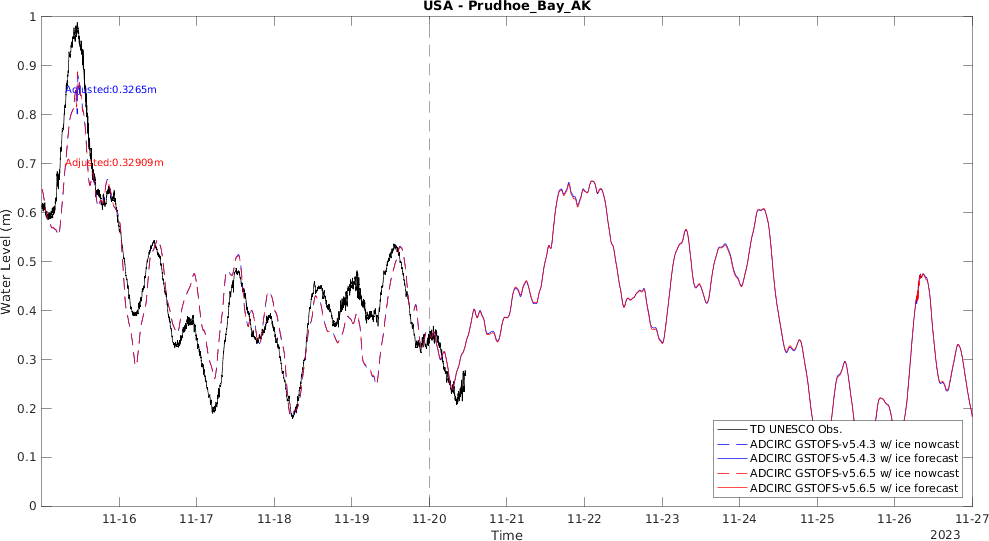 USA - Prudhoe_Bay_AK
1
0.9
0.8
0.7
0.6
0.5
0.4
0.3
0.2
0.1
0
Water Level (m)
Adjusted:0.3265m
Adjusted:0.32909m
TD UNESCO Obs.
ADCIRC GSTOFS-v5.4.3 w/ ice nowcast
ADCIRC GSTOFS-v5.4.3 w/ ice forecast
ADCIRC GSTOFS-v5.6.5 w/ ice nowcast
ADCIRC GSTOFS-v5.6.5 w/ ice forecast
11-16 11-17 11-18 11-19 11-20 11-21 11-22 11-23 11-24 11-25 11-26 11-27
Time
2023